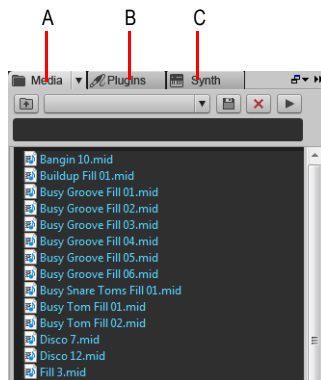 A B C
Media Plugins Synth
Bangin 10.mid
Buildup Fill 01.mid
Busy Groove Fill 01.mid
Busy Groove Fill 02.mid
Busy Groove Fill 03.mid
Busy Groove Fill 04.mid
Busy Groove Fill 05.mid
Busy Groove Fill 06.mid
Busy Snare Toms Fill 01.mid
Busy Tom Fill 01.mid
Busy Tom Fill 02.mid
Disco 7.mid
Disco 12.mid
Fill 3.mid